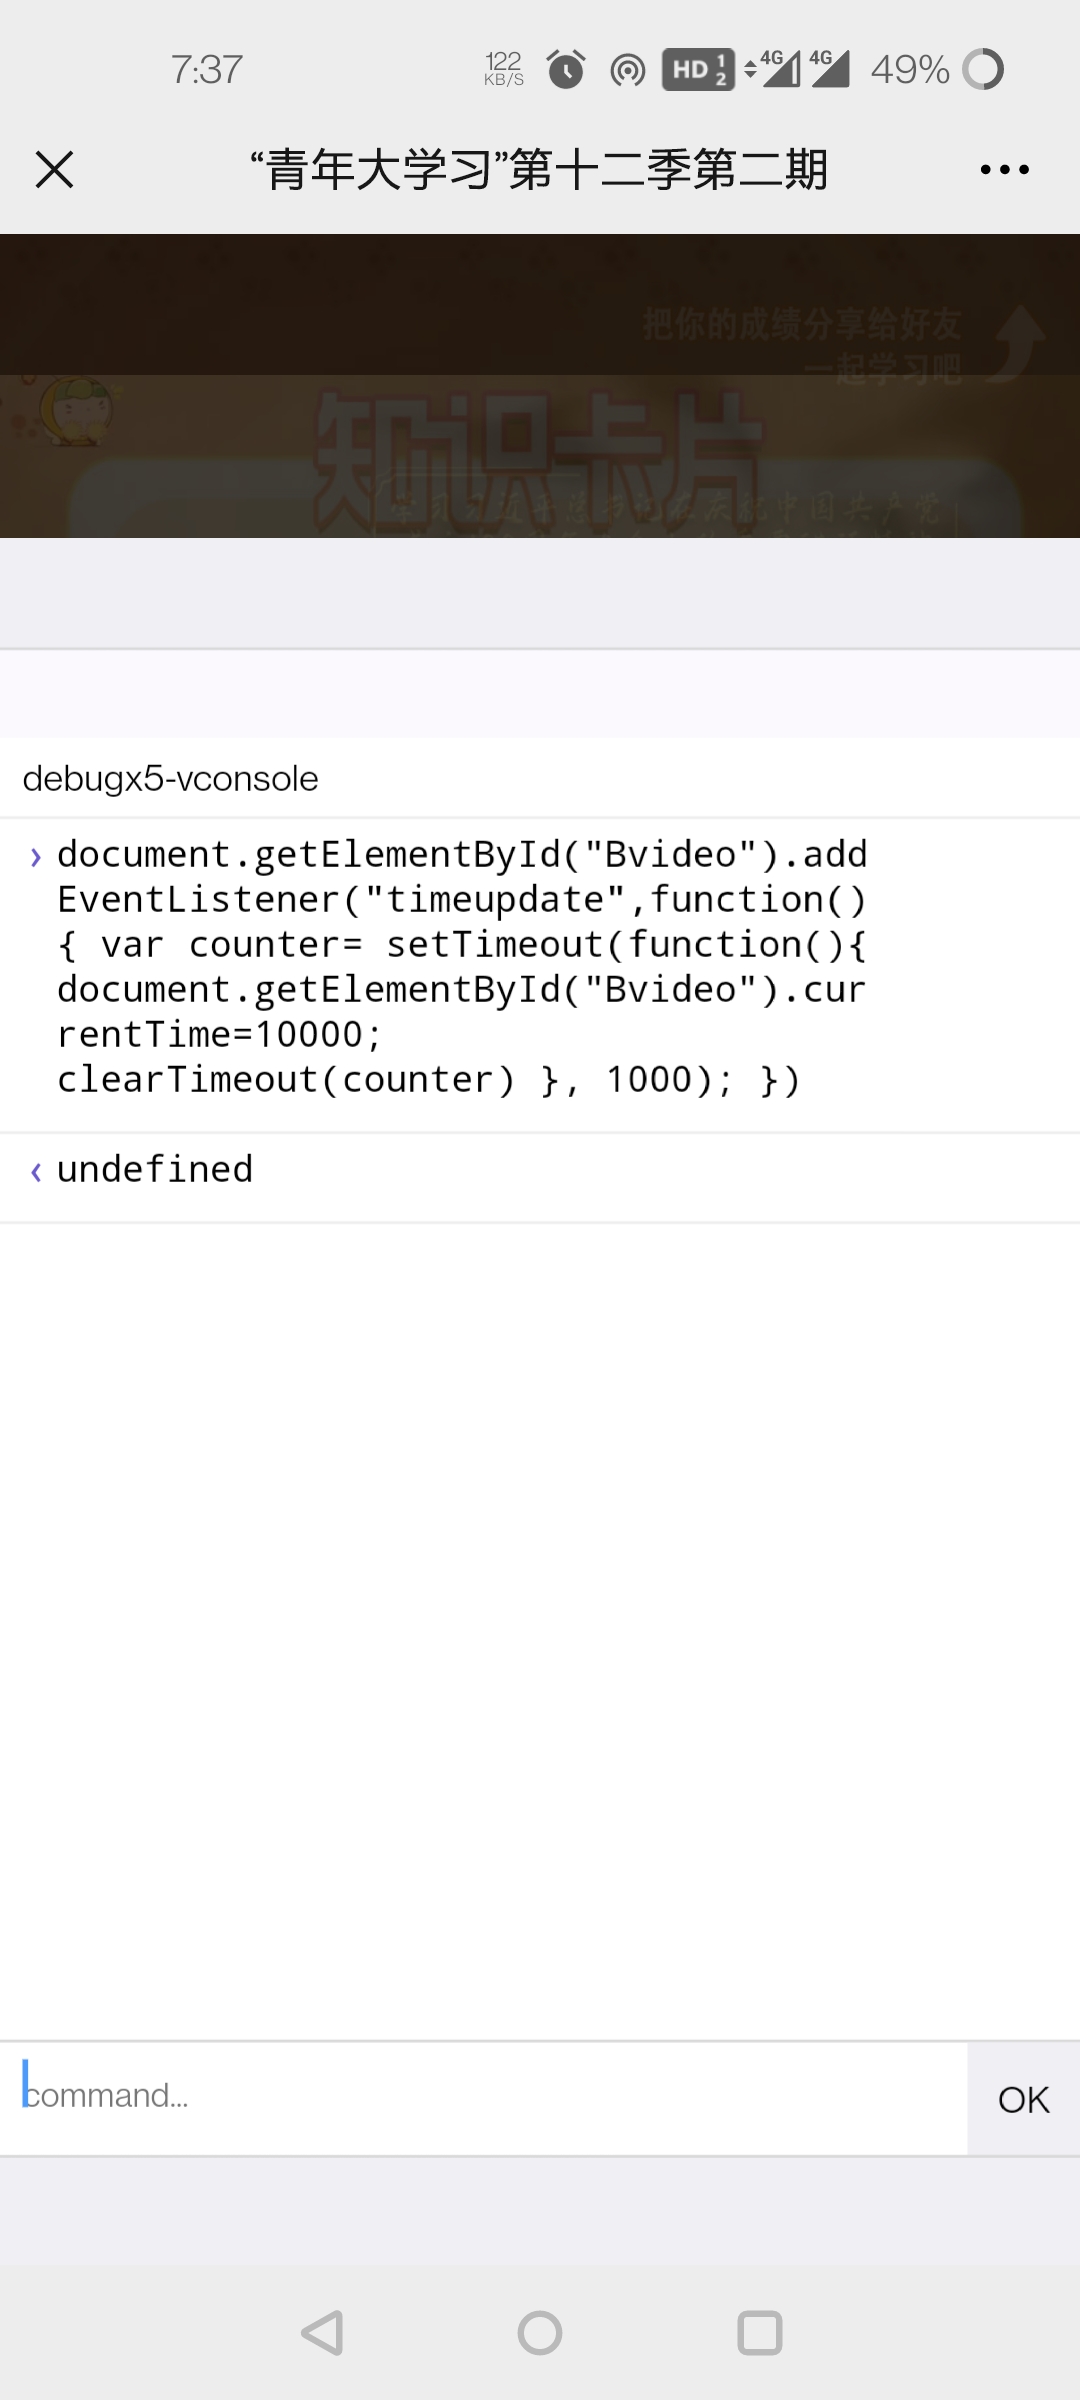 7:37
122
KB/S
HD 1
2
4G
4G
49%
“青年大学习”第十二季第二期
把你的成绩分享给好友
一起学习吧
知识卡片
学习习近平总书记在庆祝中国共产党
debugx5-vconsole
› document.getElementById("Bvideo").add
EventListener("timeupdate",function()
{ var counter= setTimeout(function(){
document.getElementById("Bvideo").cur
rentTime=10000;
clearTimeout(counter) }, 1000); })
‹ undefined
command...
OK